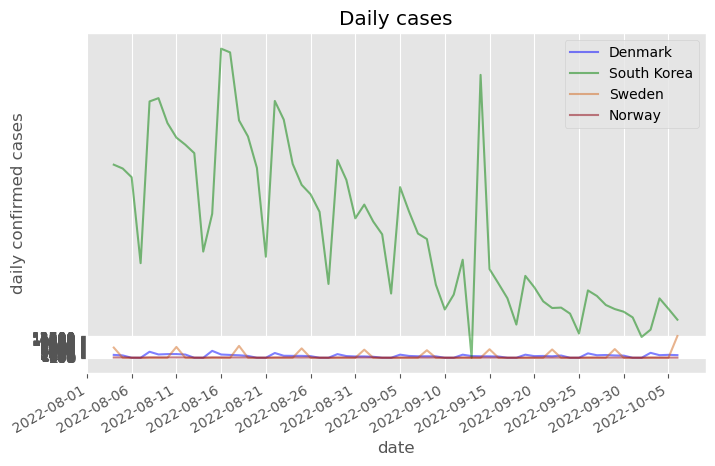 Daily cases
Denmark
South Korea
Sweden
Norway
daily confirmed cases
2022-08-01
2022-08-06
2022-08-11
2022-08-16
2022-08-21
2022-08-26
2022-08-31
2022-09-05
2022-09-10
2022-09-15
2022-09-20
2022-09-25
2022-09-30
2022-10-05
date